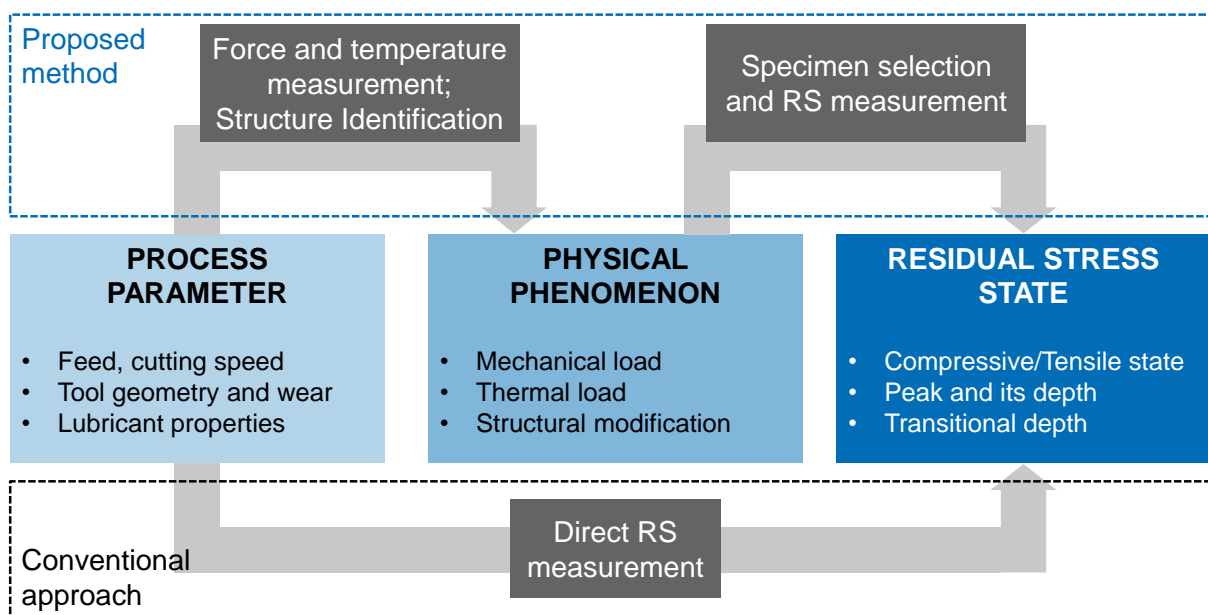 Proposed
method
Force and temperature
measurement;
Structure Identification
Specimen selection
and RS measurement
PROCESS
PARAMETER
• Feed, cutting speed
• Tool geometry and wear
• Lubricant properties
PHYSICAL
PHENOMENON
• Mechanical load
• Thermal load
• Structural modification
RESIDUAL STRESS
STATE
• Compressive/Tensile state
• Peak and its depth
• Transitional depth
Conventional
approach
Direct RS
measurement